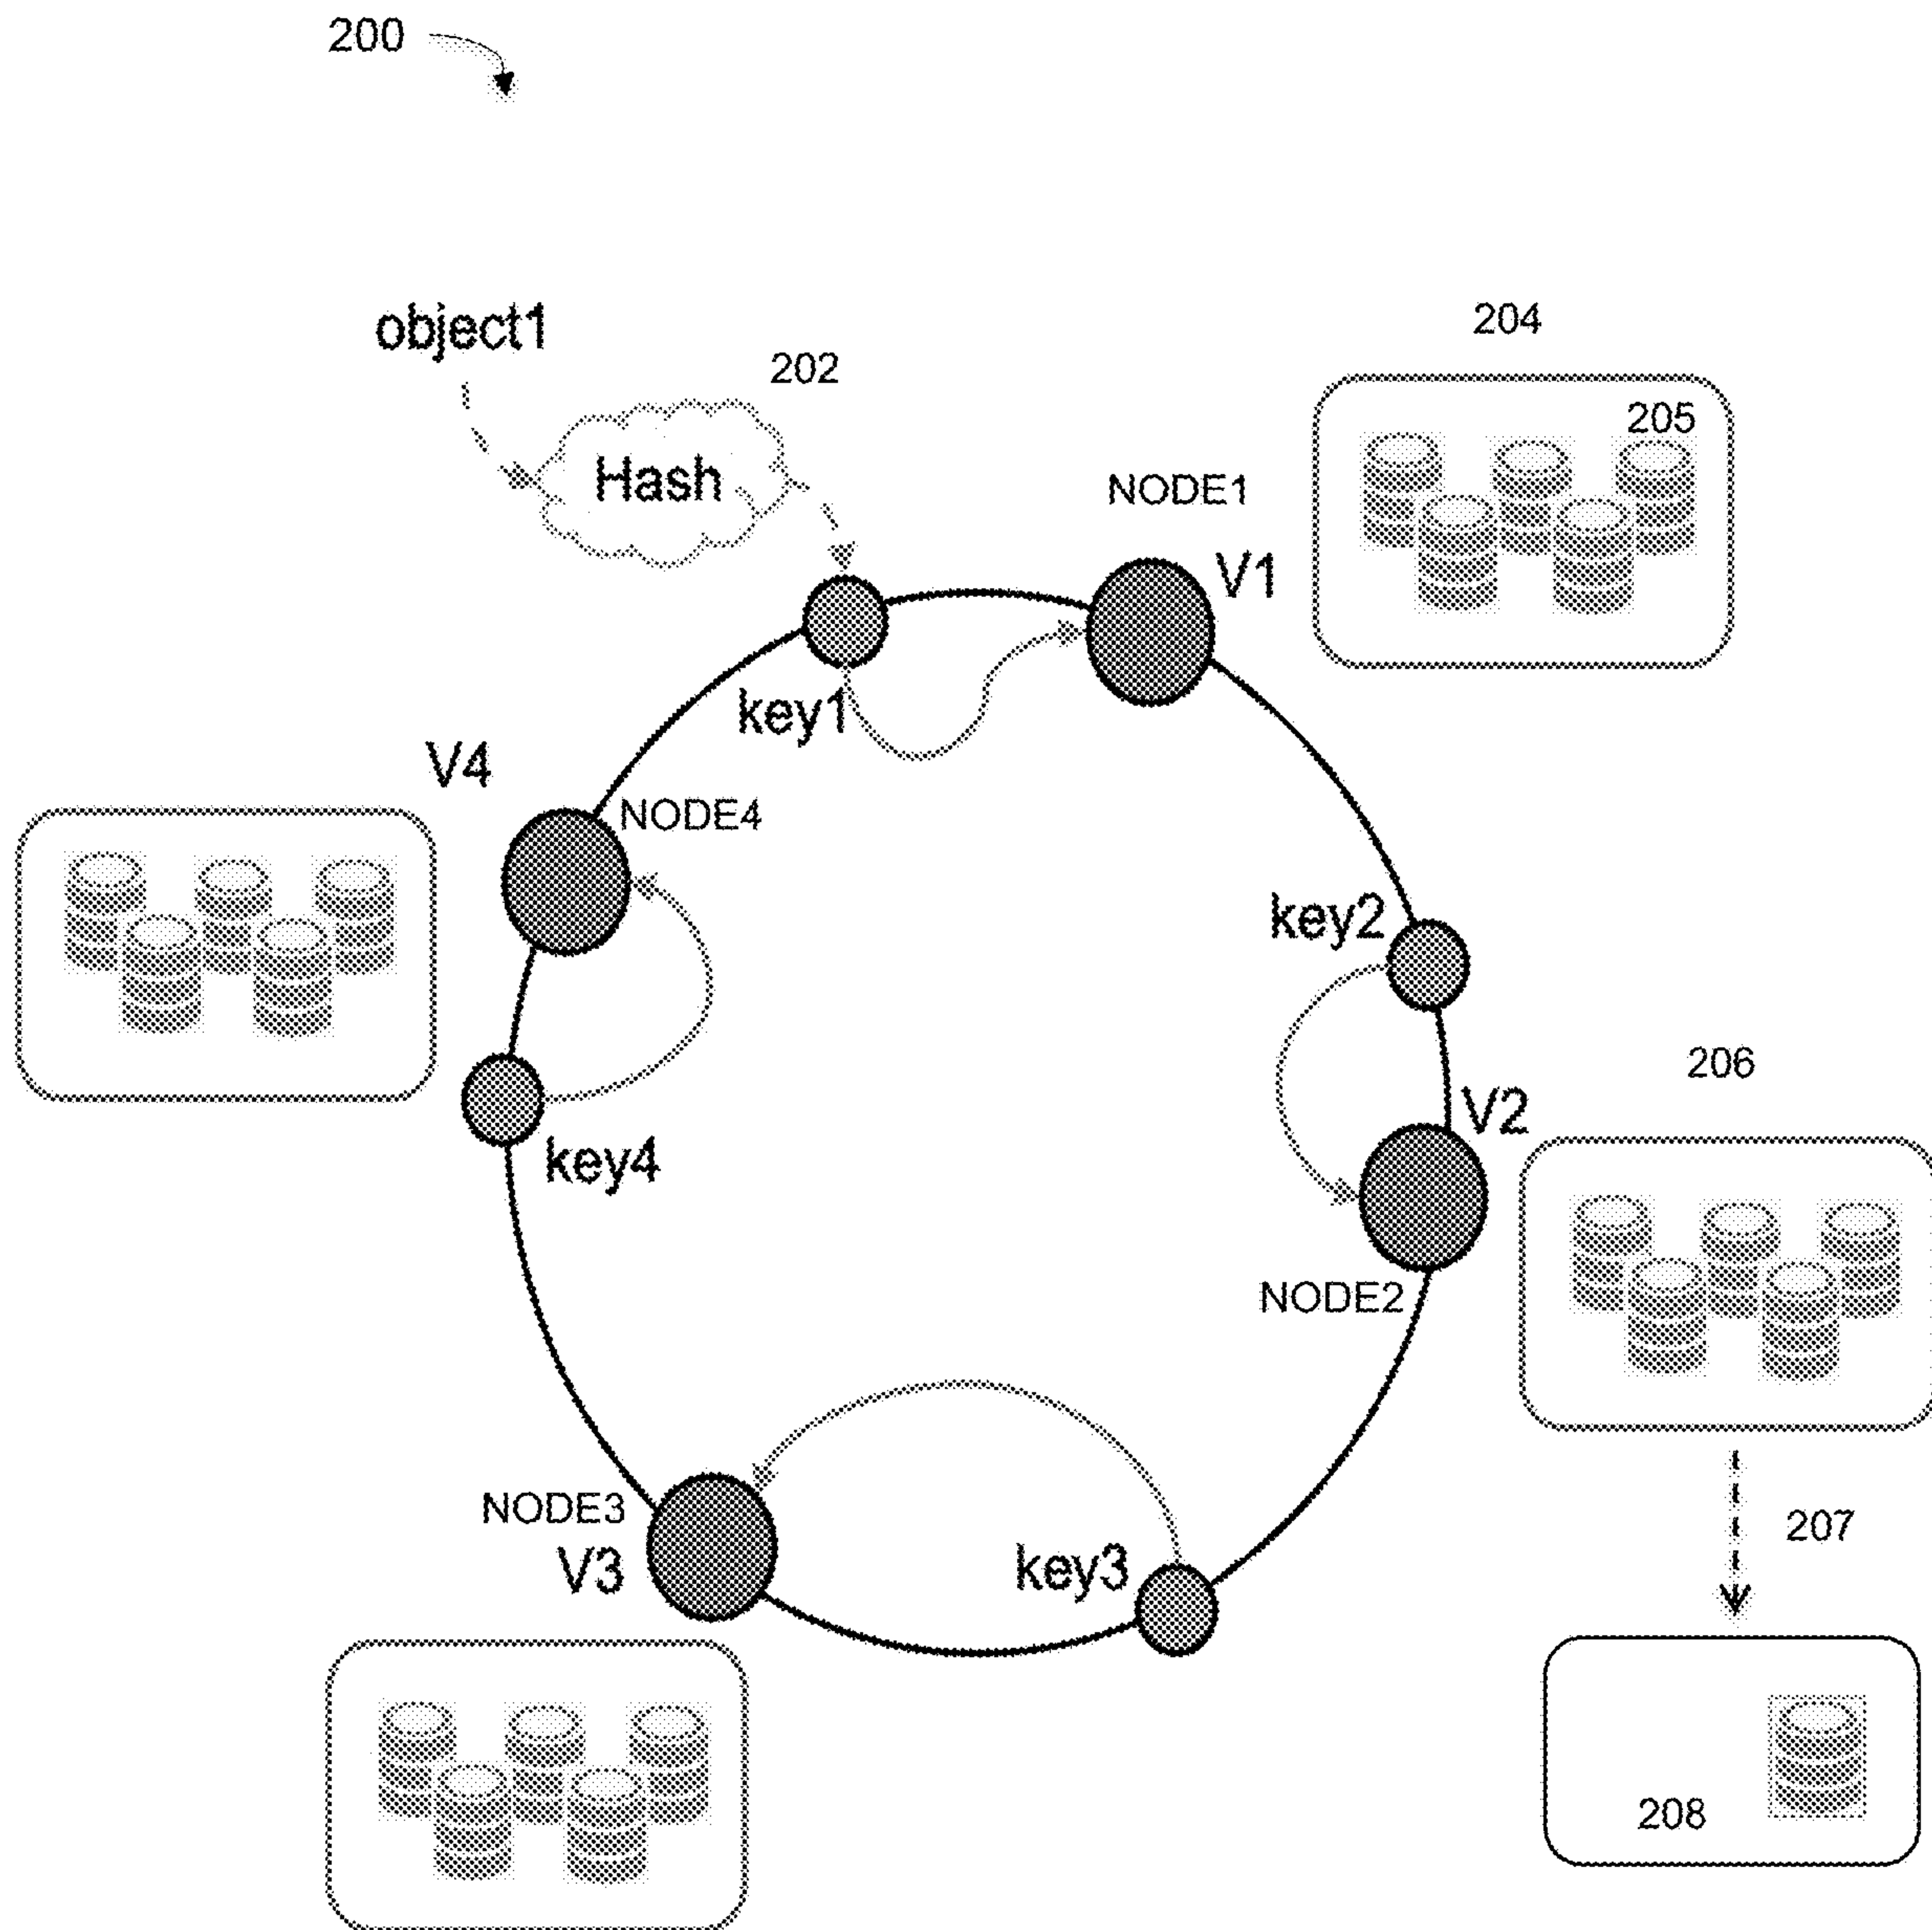 200
object1
202
Hash
204
205
NODE1
V1
key1
V4
NODE4
key2
206
V2
key4
NODE2
NODE3
V3
key3
207
208